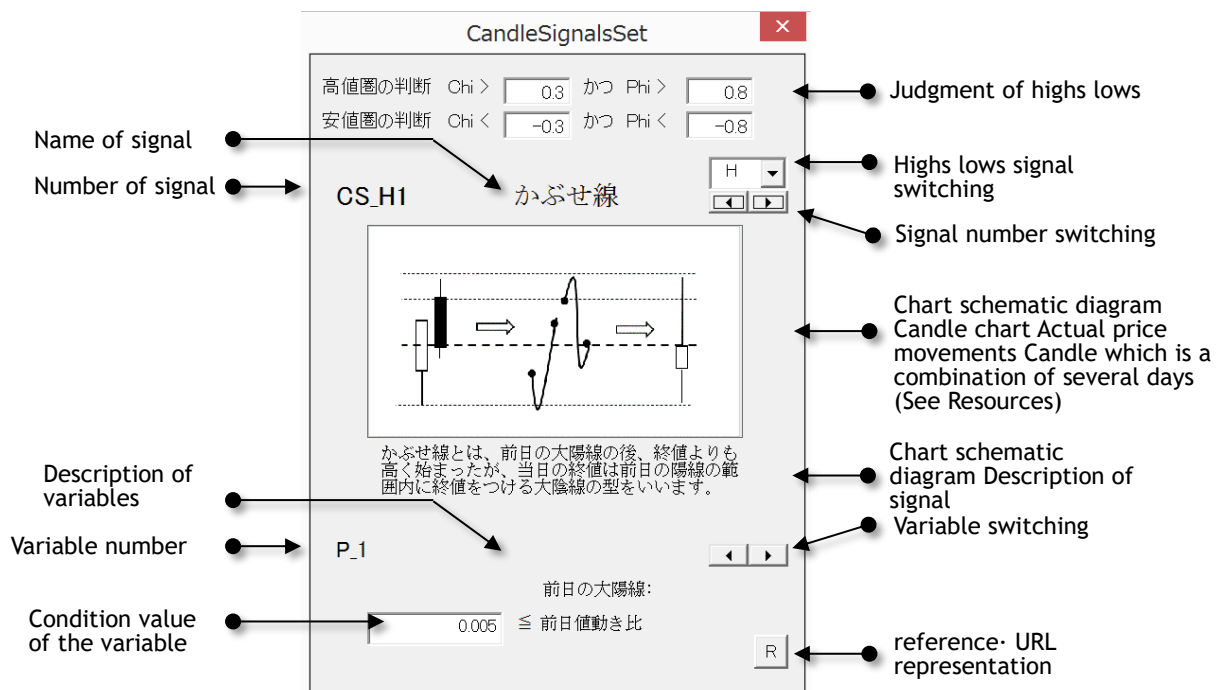 CandleSignalsSet
×
高値圏の判断 Chi > 0.3 かつ Phi > 0.8
安値圏の判断 Chi < -0.3 かつ Phi < -0.8
Judgment of highs lows
Name of signal
Number of signal
Highs lows signal
switching
H
CS_H1 かぶせ線
Signal number switching
Chart schematic diagram
Candle chart Actual price
movements Candle which is a
combination of several days
(See Resources)
かぶせ線とは、前日の大陽線の後、終値よりも
高く始まったが、当日の終値は前日の陽線の範
囲内に終値をつける大陰線の型をいいます。
Chart schematic
diagram Description of
signal
Description of
variables
Variable switching
Variable number
P_1
前日の大陽線:
Condition value
of the variable
0.005 ≦ 前日値動き比
R
reference· URL
representation